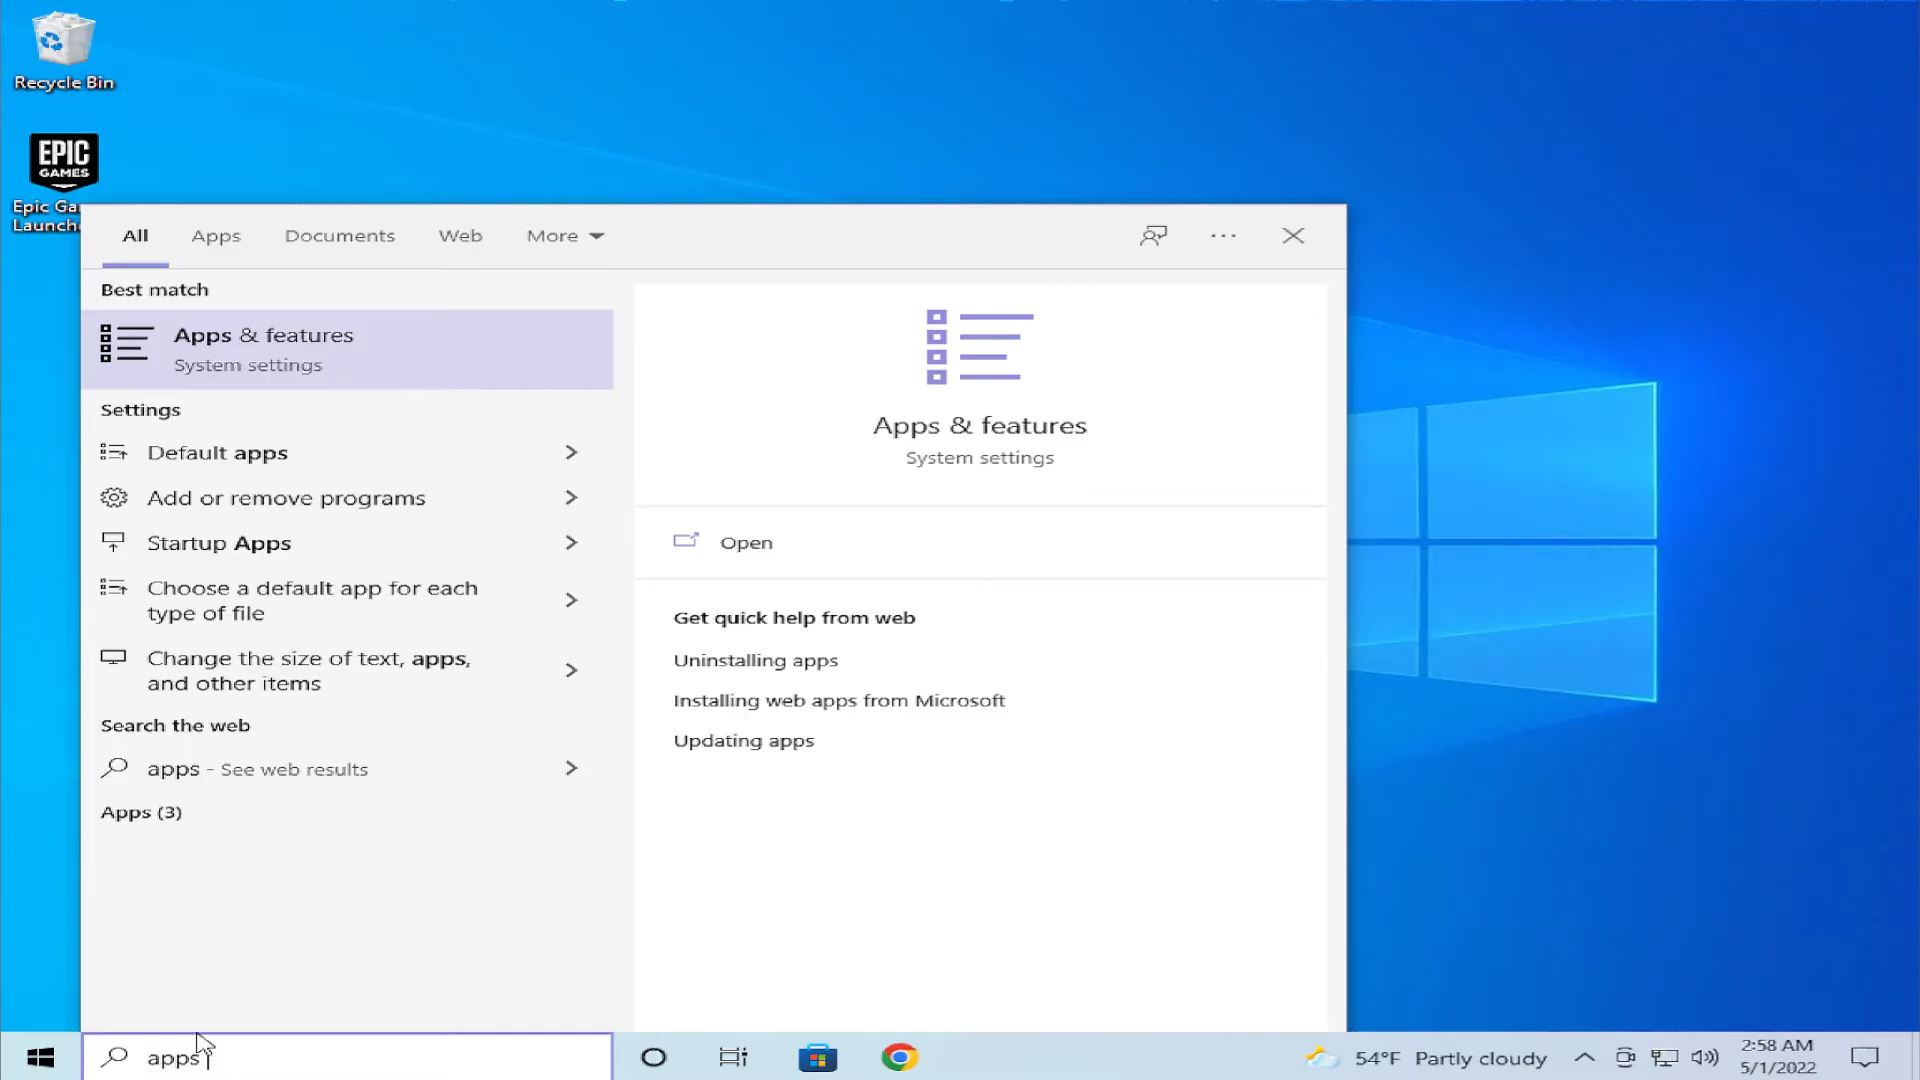 Recycle Bin
EPIC
GAMES
Epic Ga
Launch
All Apps Documents Web More
Best match
Apps & features
System settings
Settings
Default apps
Add or remove programs
Startup Apps
Choose a default app for each
type of file
Change the size of text, apps,
and other items
Search the web
apps - See web results
Apps (3)
Apps & features
System settings
Open
Get quick help from web
Uninstalling apps
Installing web apps from Microsoft
Updating apps
apps
54°F Partly cloudy
2:58 AM
5/1/2022